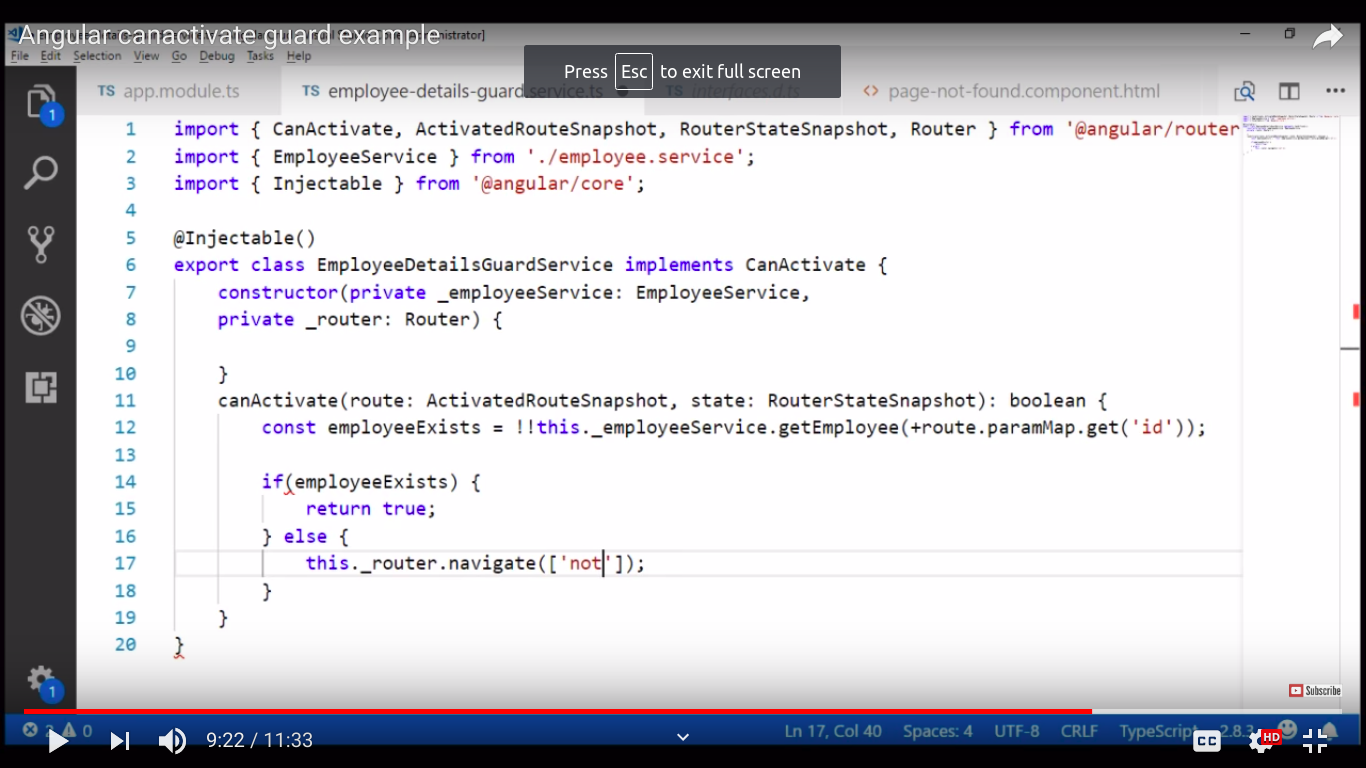 Angular canactivate guard example
File Edit Selection View Go Debug Tasks Help
Press Esc to exit full screen
TS app.module.ts TS employee-details-guard.service.ts TS interfaces.d.ts <> page-not-found.component.html
1 import { CanActivate, ActivatedRouteSnapshot, RouterStateSnapshot, Router } from '@angular/router
2 import { EmployeeService } from './employee.service';
3 import { Injectable } from '@angular/core';
4
5 @Injectable()
6 export class EmployeeDetailsGuardService implements CanActivate {
7 constructor(private _employeeService: EmployeeService,
8 private _router: Router) {
9
10 }
11 canActivate(route: ActivatedRouteSnapshot, state: RouterStateSnapshot): boolean {
12 const employeeExists = !!this._employeeService.getEmployee(+route.paramMap.get('id'));
13
14 if(employeeExists) {
15 return true;
16 } else {
17 this._router.navigate(['not']);
18 }
19 }
20 }
1
1
Subscribe
2 0 Ln 17, Col 40 Spaces: 4 UTF-8 CRLF TypeScript 2.8.3
9:22 / 11:33 CC HD